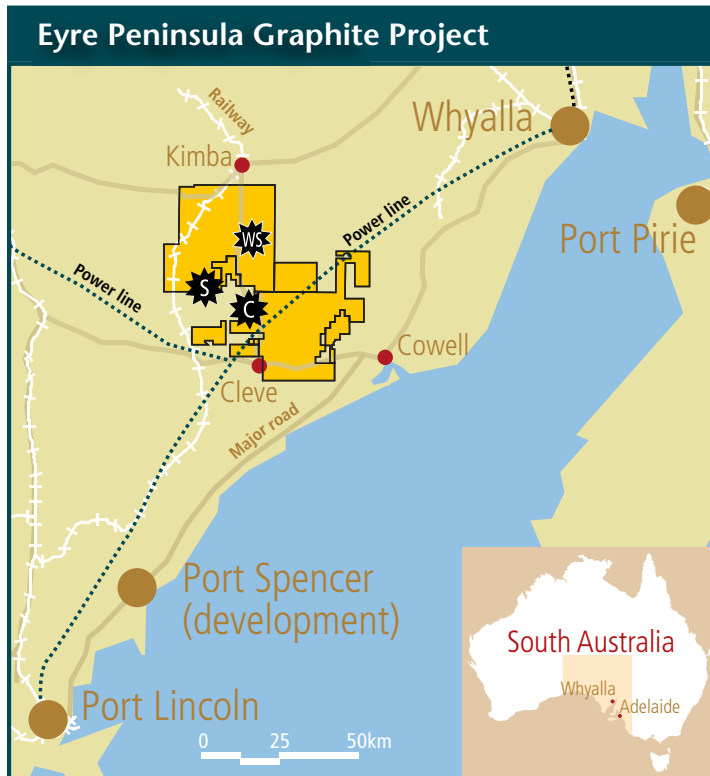 Eyre Peninsula Graphite Project
Railway
Whyalla
Kimba
WS
Power line
Port Pirie
Power line
S
C
Cowell
Cleve
Major road
Port Spencer
(development)
South Australia
Whyalla
Adelaide
Port Lincoln
0 25 50km